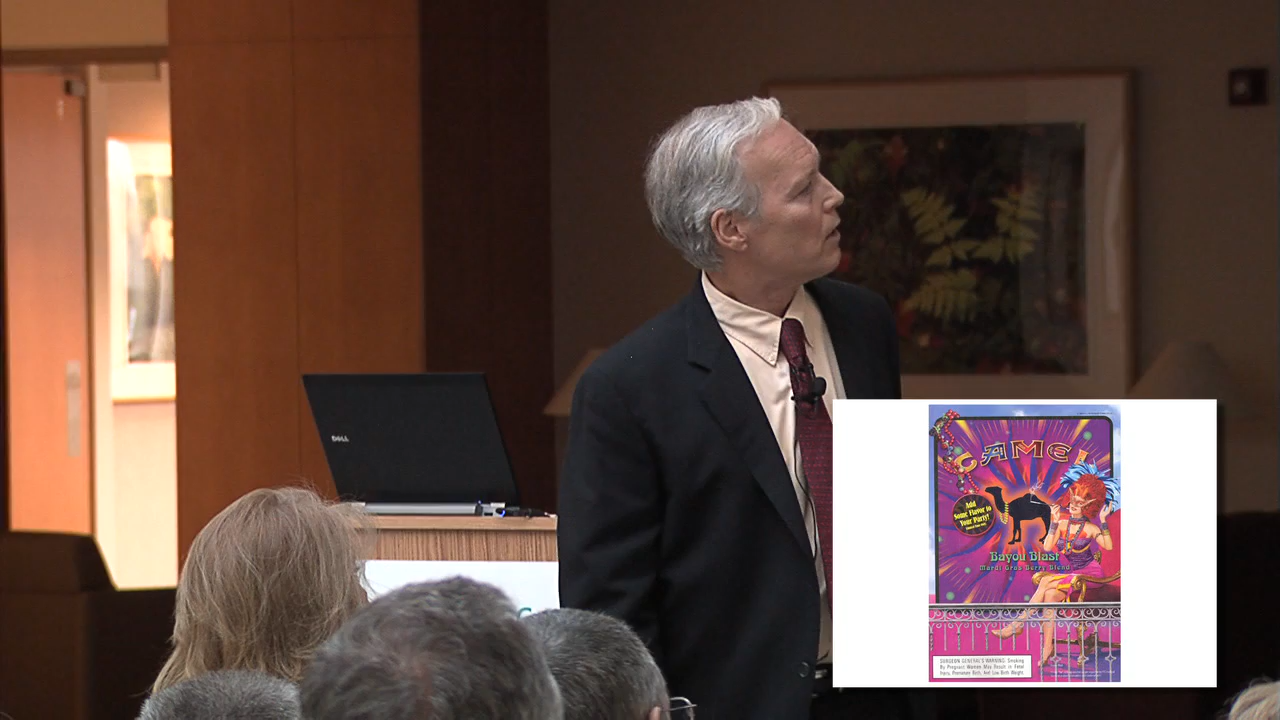 DELL
CAMEL
Add
Some Flavor to
Your Party!
Bayou Blast
Mardi Gras Berry Blend
SURGEON GENERAL'S WARNING: Smoking
By Pregnant Women May Result in Fetal
Injury, Premature Birth, And Low Birth Weight.